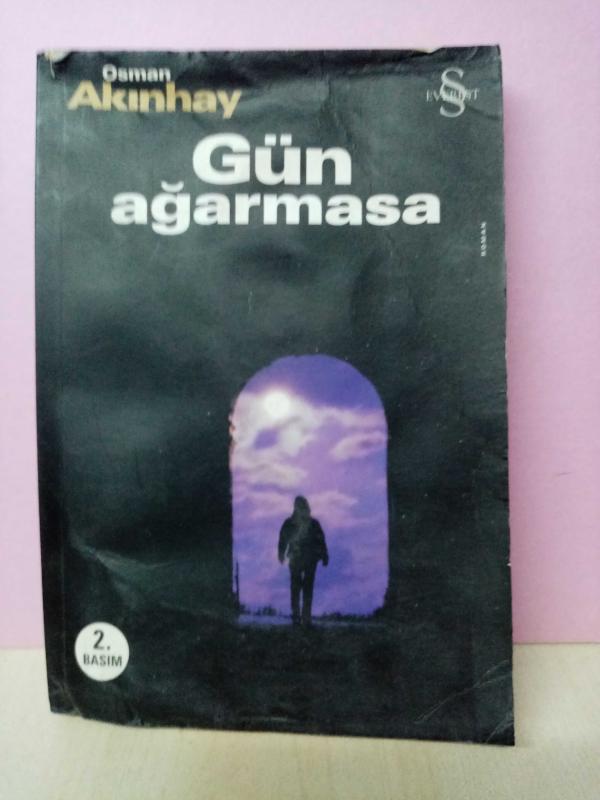 Osman
Akınhay
EVEREST
Gün
ağarmasa
ROMAN
2.
BASIM